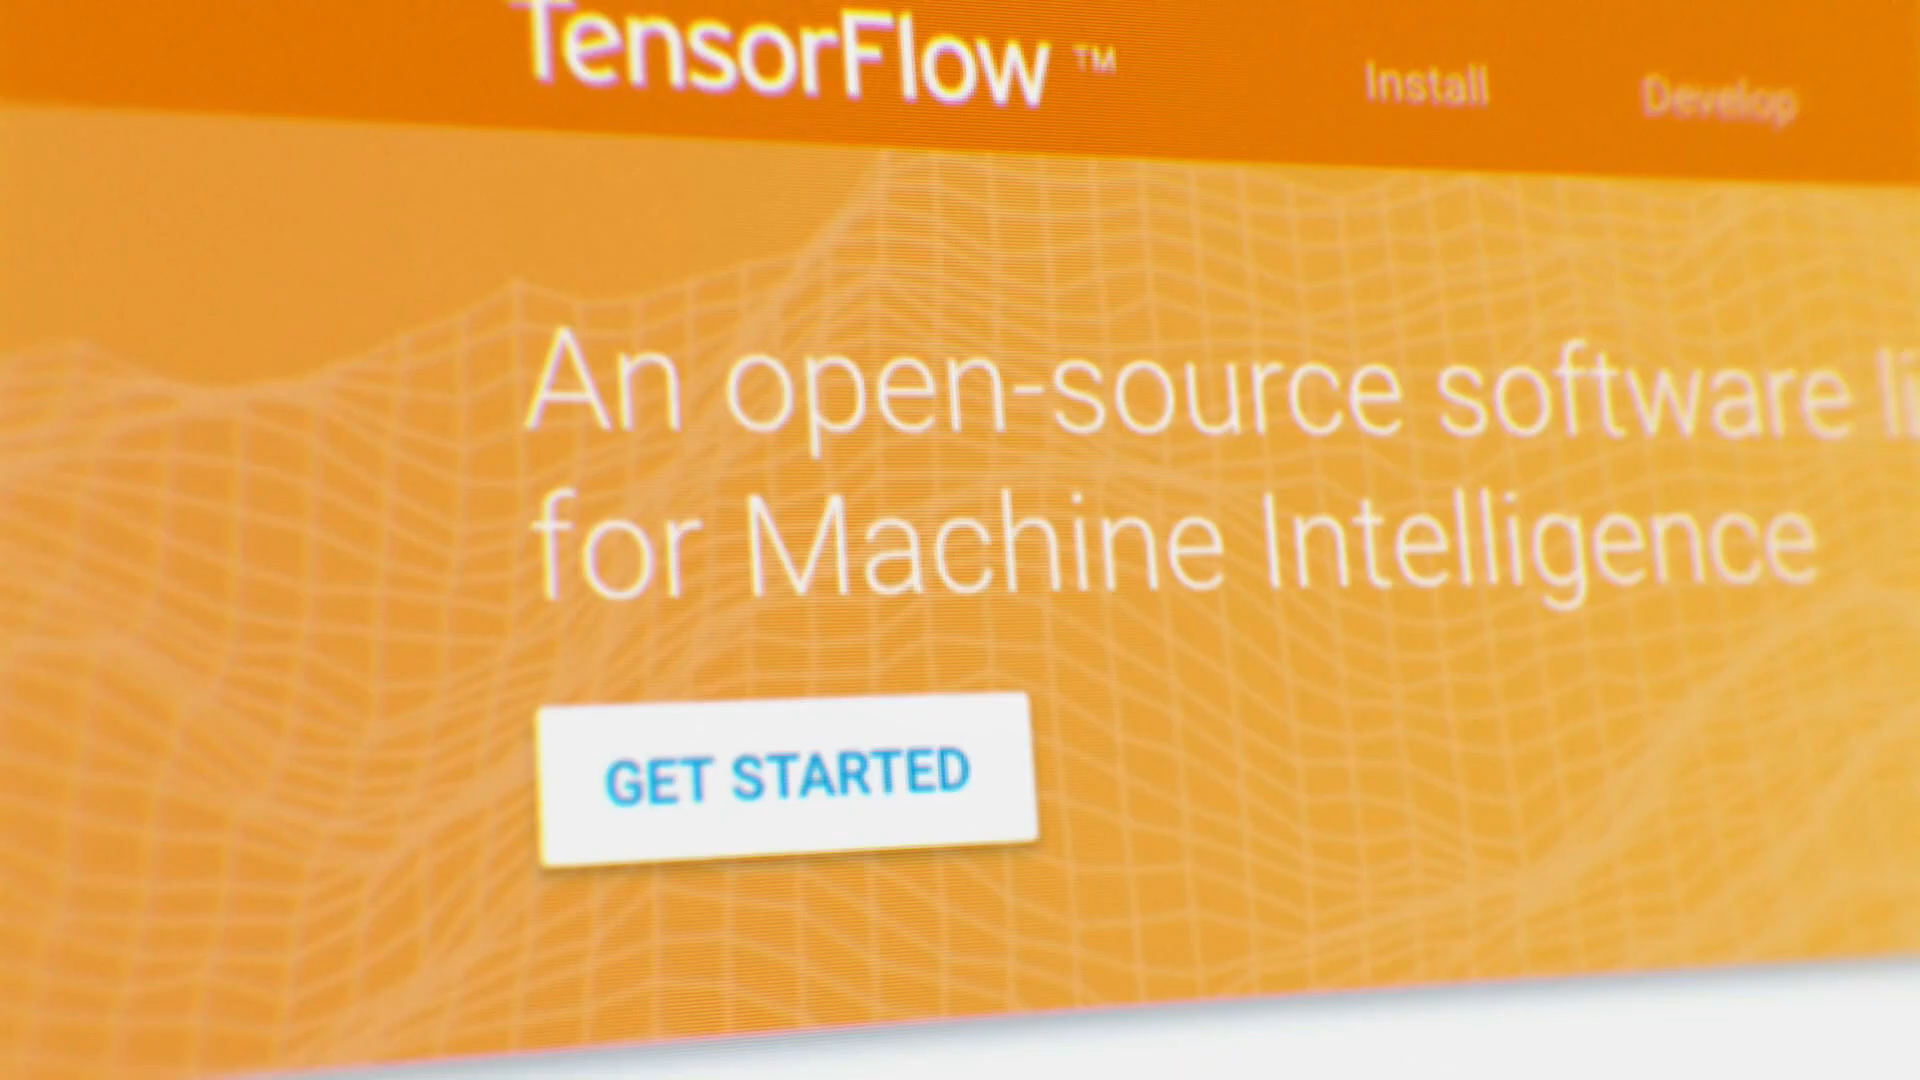 TensorFlow ™
Install
Develop
An open-source software
for Machine Intelligence
GET STARTED